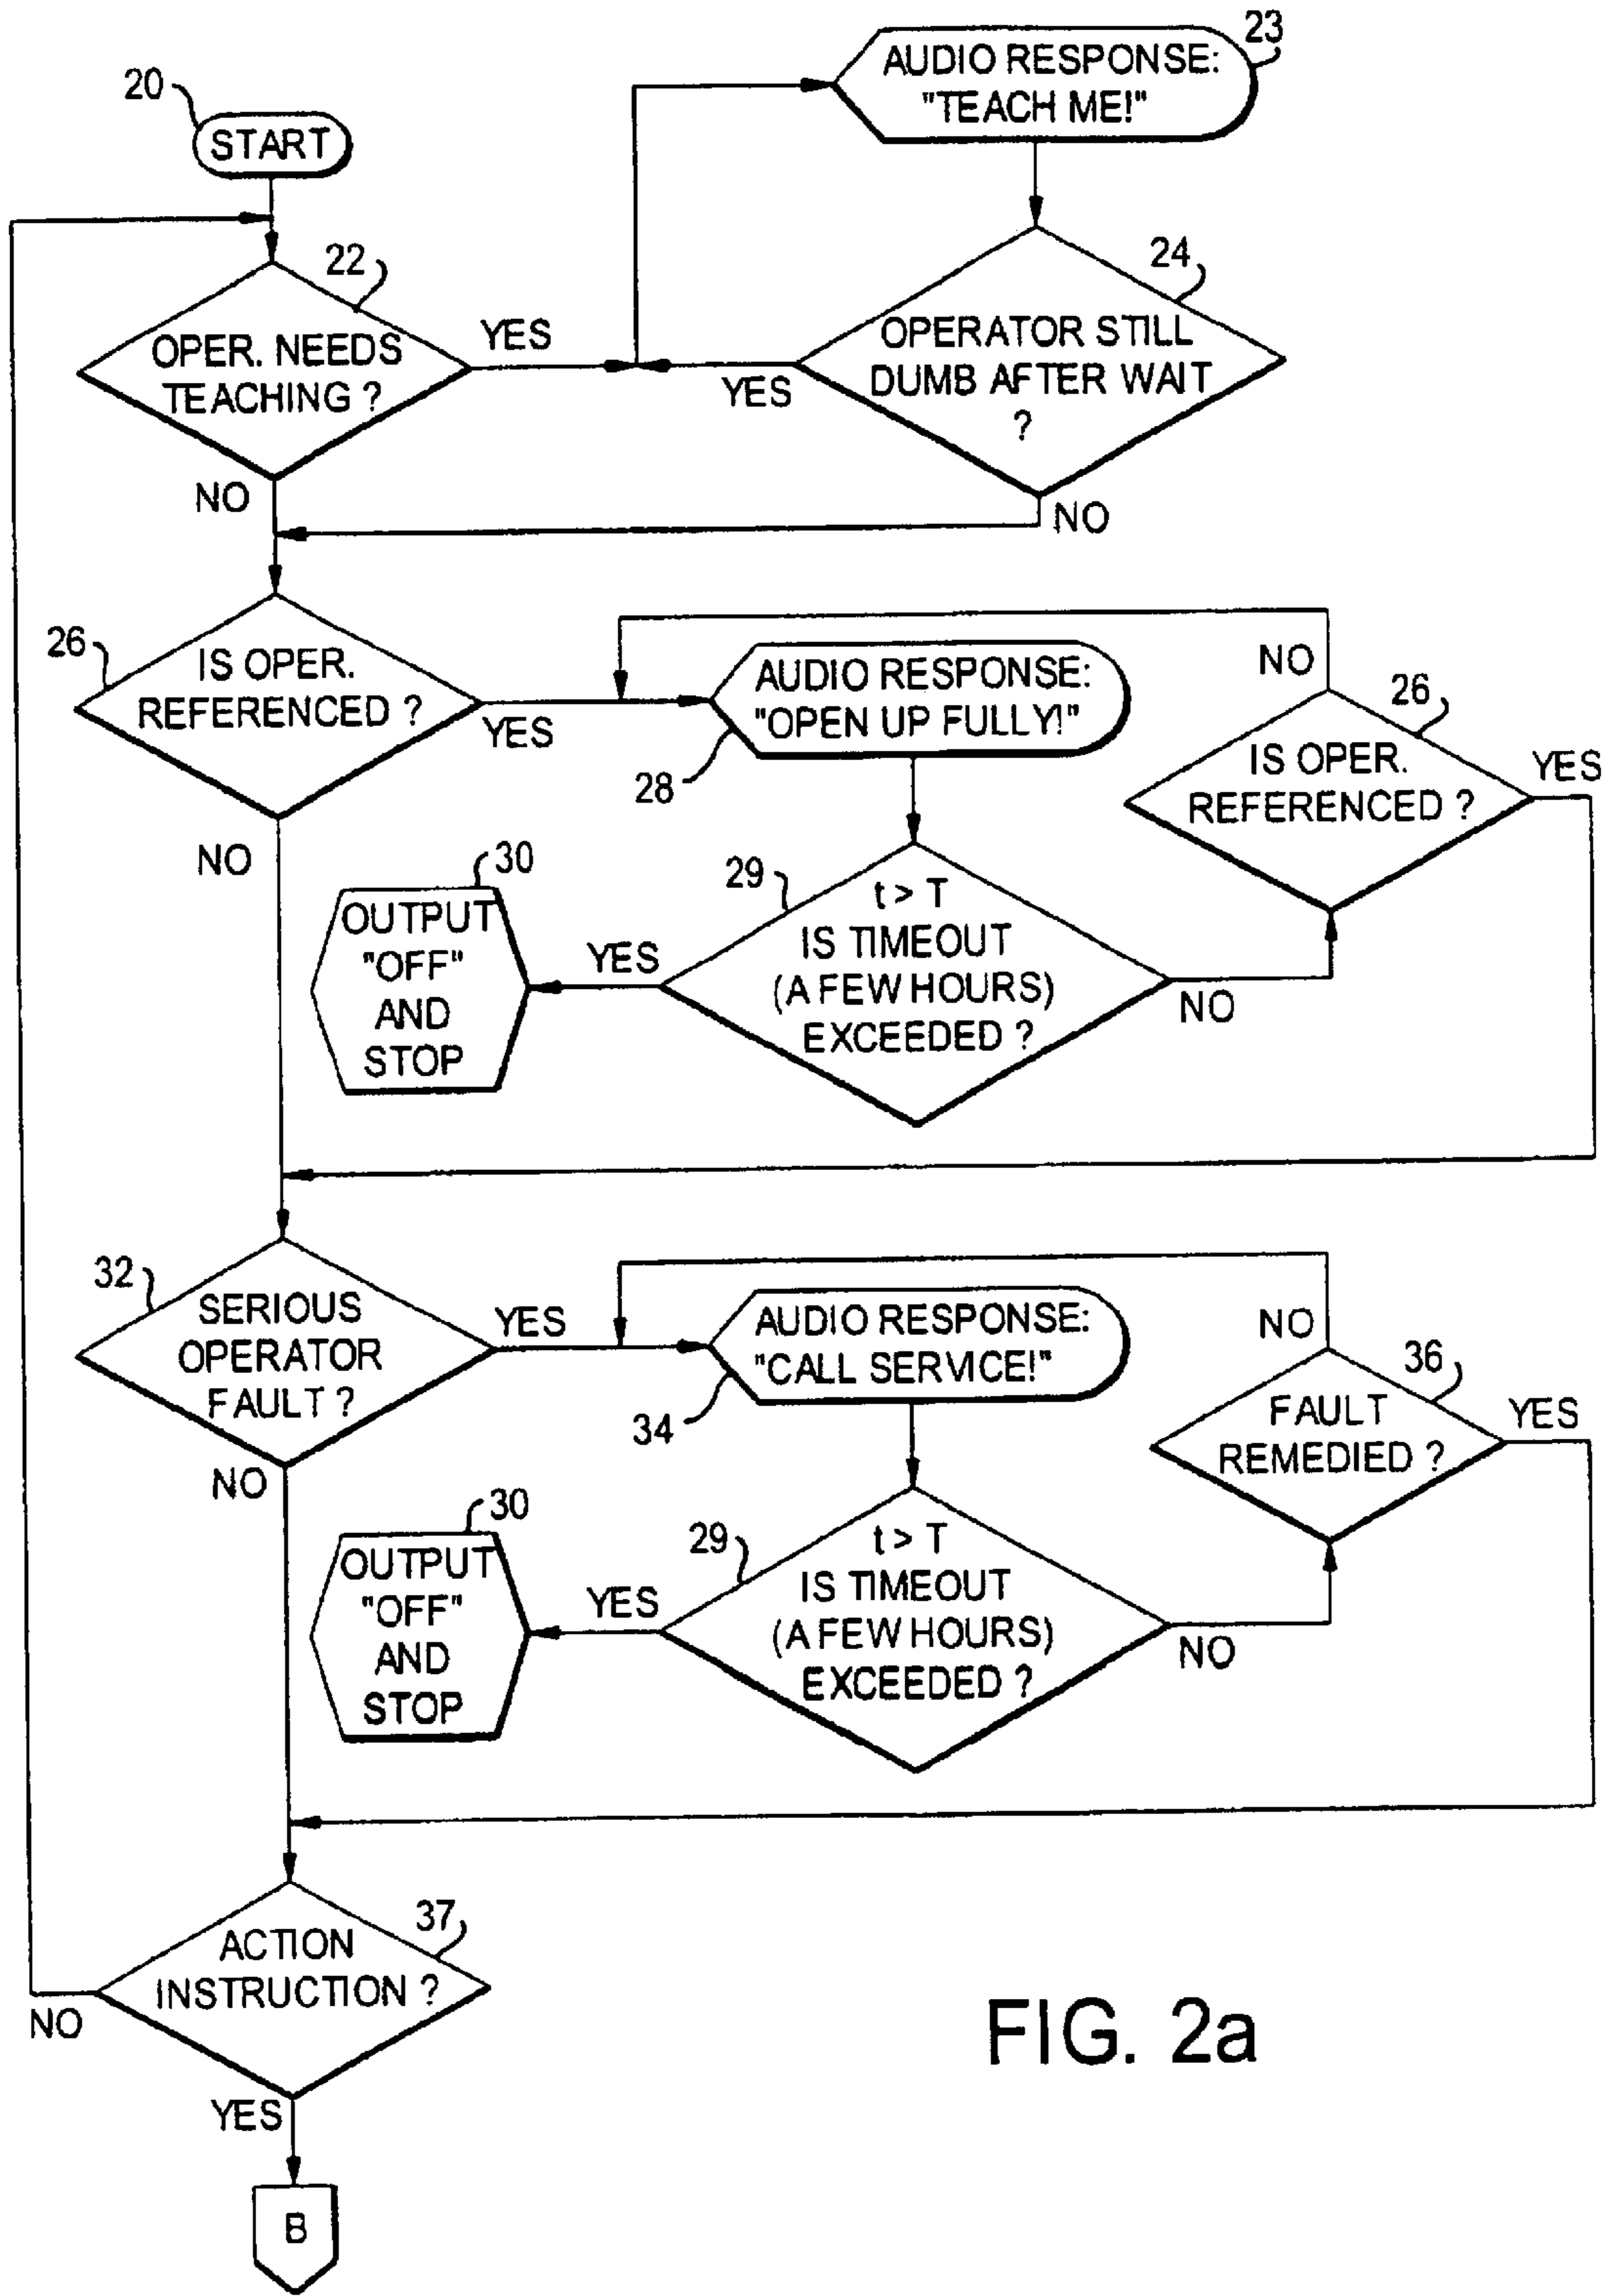 20
START
23
AUDIO RESPONSE:
"TEACH ME!"
22
OPER. NEEDS
TEACHING ?
YES
NO
24
OPERATOR STILL
DUMB AFTER WAIT
?
YES
NO
26
IS OPER.
REFERENCED ?
YES
NO
AUDIO RESPONSE:
"OPEN UP FULLY!"
28
NO
26
IS OPER.
REFERENCED ?
YES
30
OUTPUT
"OFF"
AND
STOP
YES
29
t > T
IS TIMEOUT
(A FEW HOURS)
EXCEEDED ?
NO
32
SERIOUS
OPERATOR
FAULT ?
YES
NO
AUDIO RESPONSE:
"CALL SERVICE!"
34
NO
36
FAULT
REMEDIED ?
YES
30
OUTPUT
"OFF"
AND
STOP
YES
29
t > T
IS TIMEOUT
(A FEW HOURS)
EXCEEDED ?
NO
37
ACTION
INSTRUCTION ?
NO
YES
B
FIG. 2a